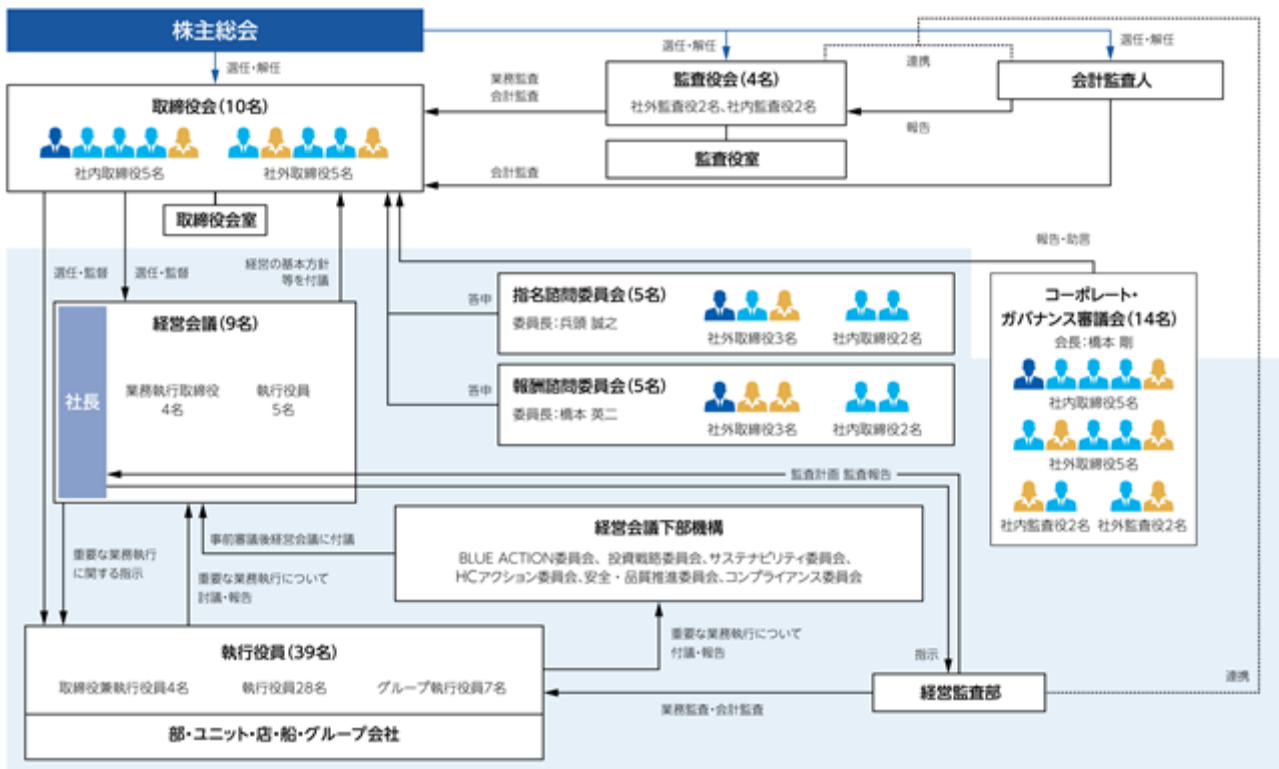 株主総会
選任・解任
選任・解任
選任・解任
連携
取締役会(10名)
社内取締役5名
社外取締役5名
取締役会室
業務監査
会計監査
監査役会(4名)
社外監査役2名、社内監査役2名
監査役室
会計監査人
報告
会計監査
報告・助言
選任・監督
選任・監督
経営の基本方針
等を付議
経営会議(9名)
社長
業務執行取締役
4名
執行役員
5名
答申
指名諮問委員会(5名)
委員長:兵頭 誠之
社外取締役3名
社内取締役2名
答申
報酬諮問委員会(5名)
委員長:橋本 英二
社外取締役3名
社内取締役2名
コーポレート・
ガバナンス審議会(14名)
会長:橋本 剛
社内取締役5名
社外取締役5名
社内監査役2名
社外監査役2名
監査計画 監査報告
経営会議下部機構
BLUE ACTION委員会、投資戦略委員会、サステナビリティ委員会、
HCアクション委員会、安全・品質推進委員会、コンプライアンス委員会
事前審議後経営会議に付議
重要な業務執行
に関する指示
重要な業務執行について
討議・報告
執行役員(39名)
取締役兼執行役員4名
執行役員28名
グループ執行役員7名
部・ユニット・店・船・グループ会社
重要な業務執行について
付議・報告
指示
経営監査部
業務監査・会計監査
連携